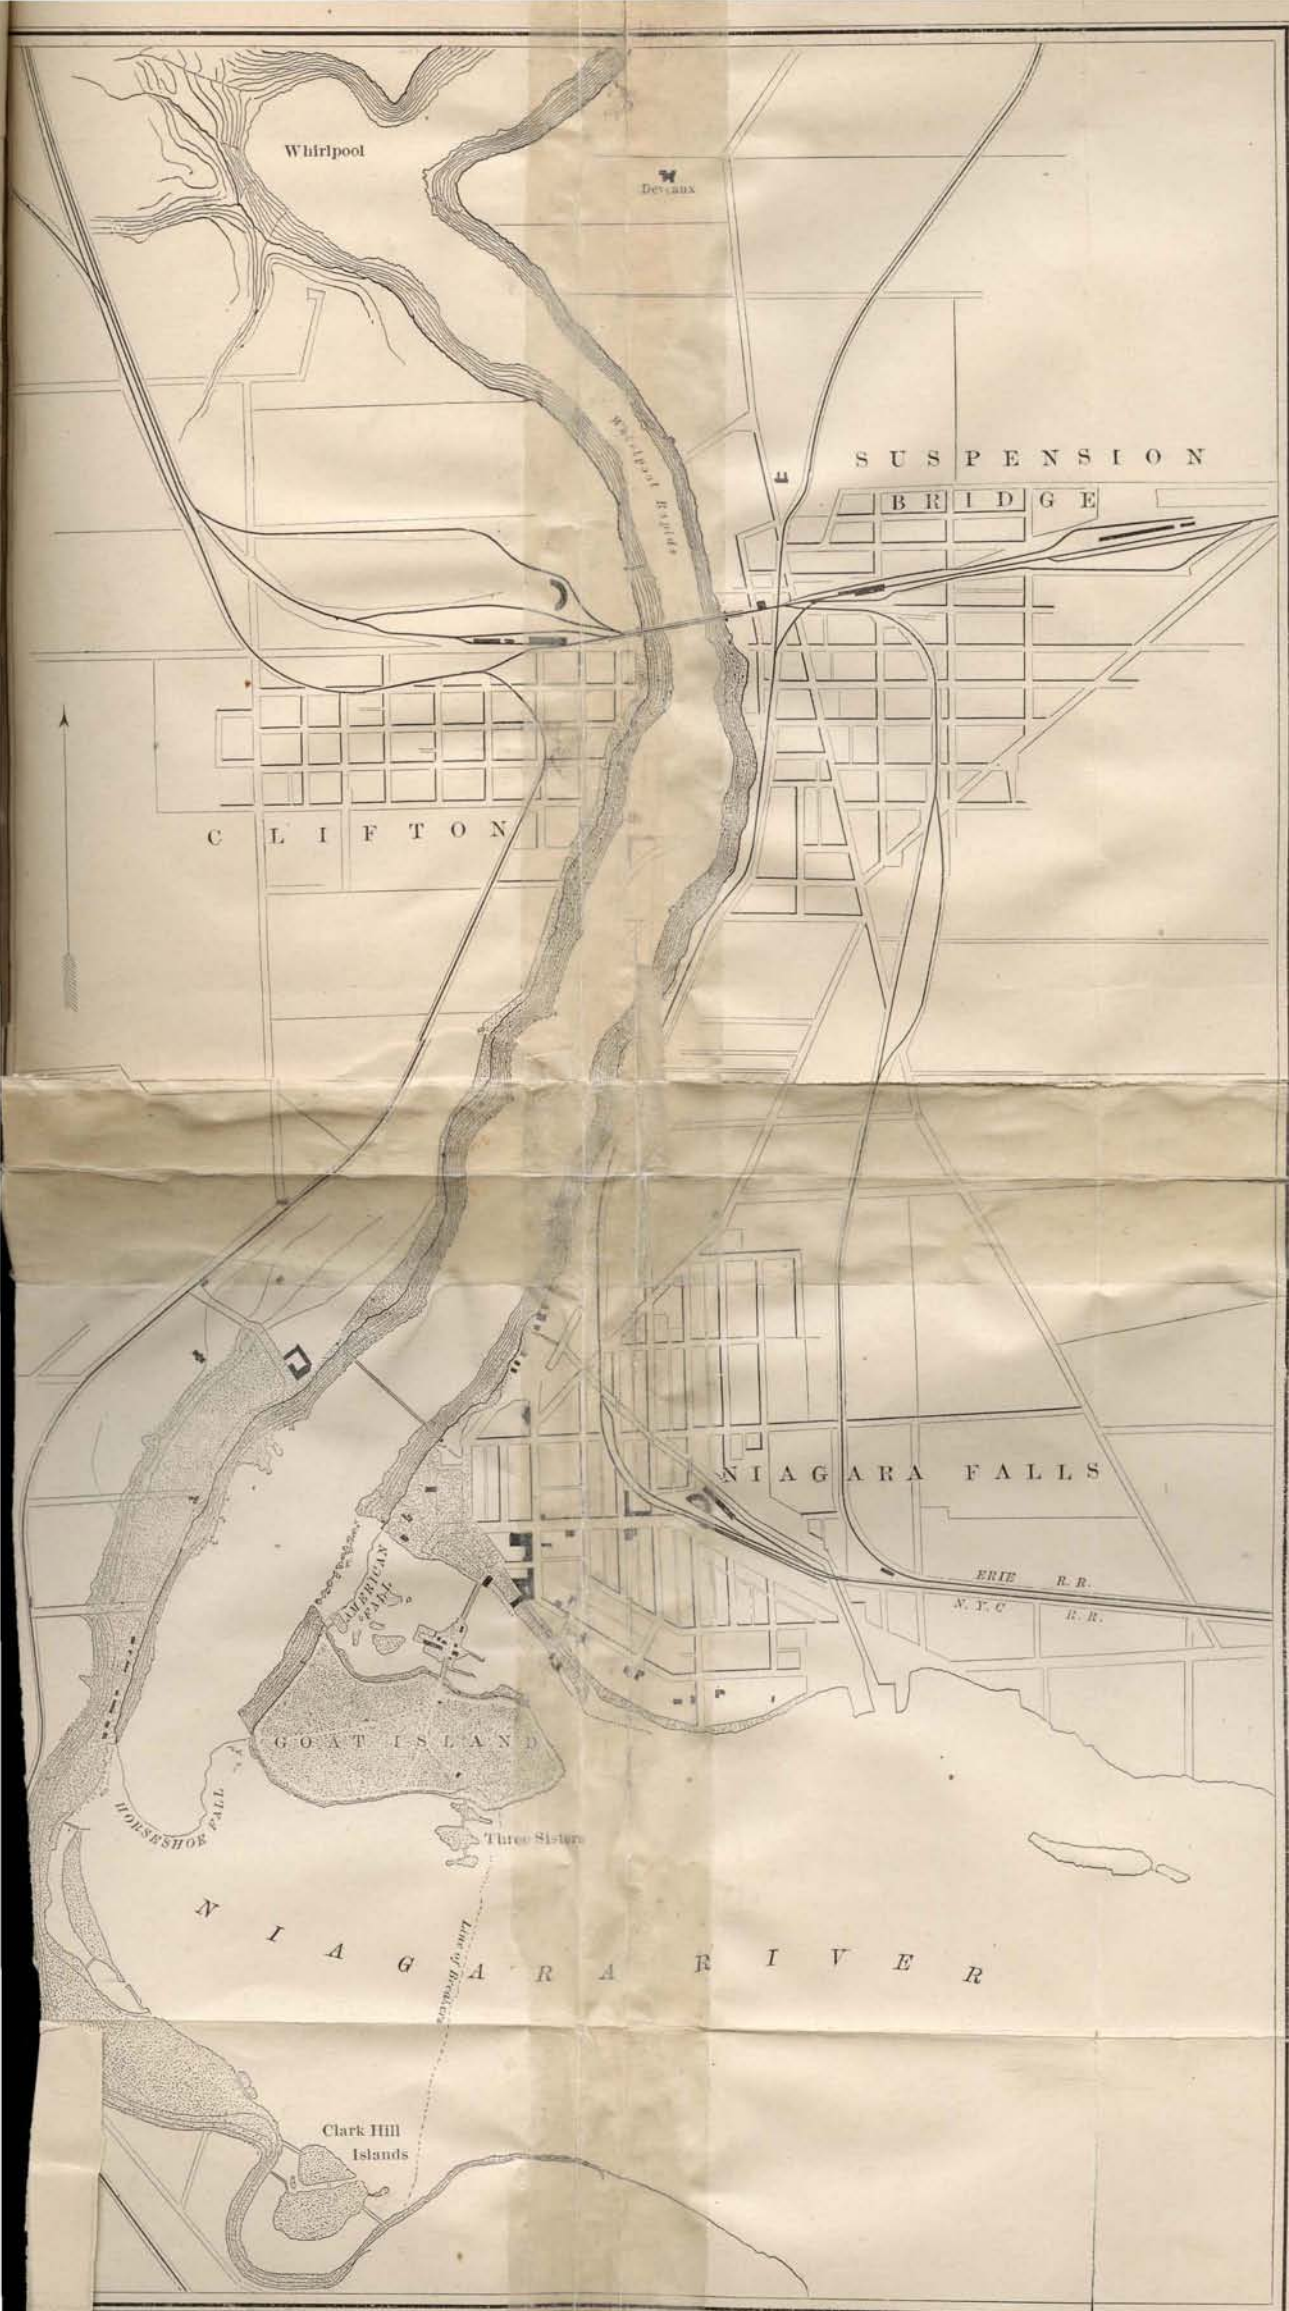 Whirlpool
Deveaux
Whirlpool Rapids
SUSPENSION
BRIDGE
CLIFTON
NIAGARA FALLS
ERIE R. R.
N. Y. C R. R.
AMERICAN
FALL
GOAT ISLAND
HORSESHOE FALL
Three Sisters
NIAGARA RIVER
Line of Breakers
Clark Hill
Islands